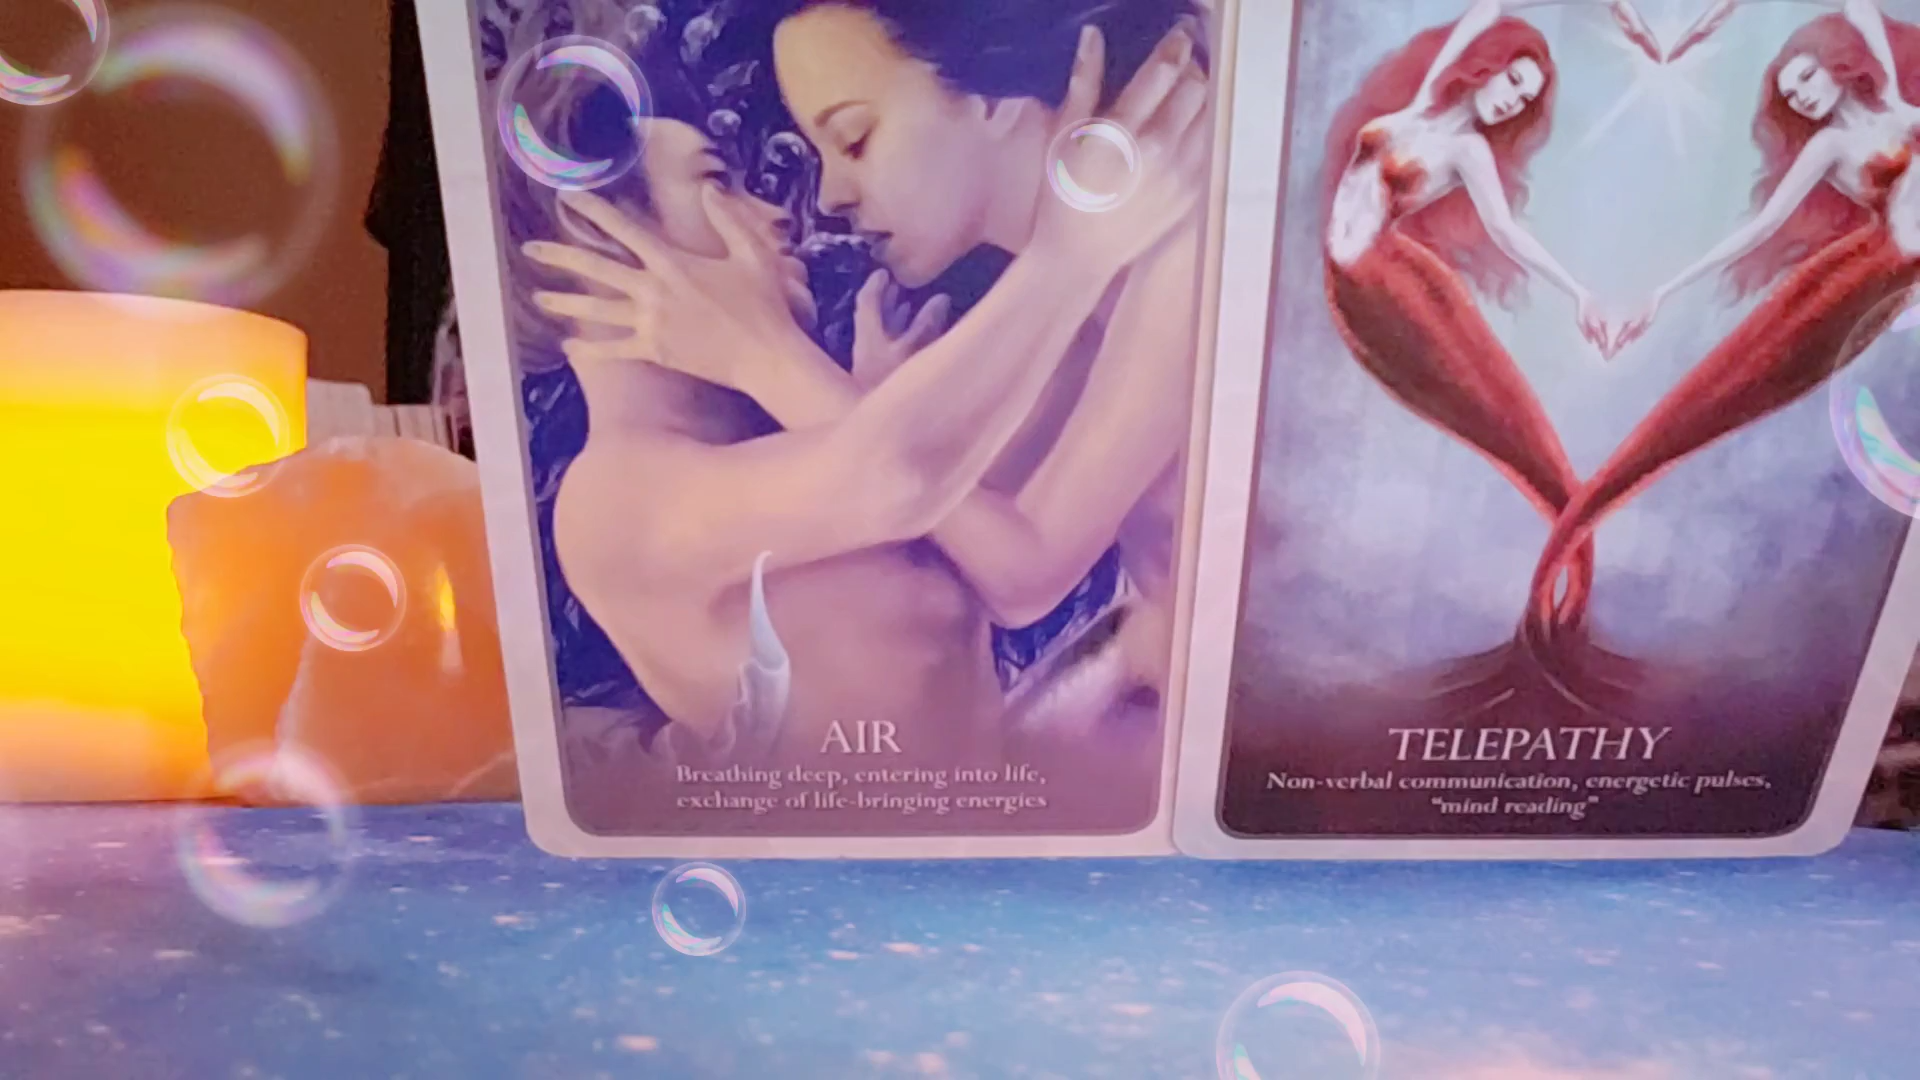 AIR
Breathing deep, entering into life,
exchange of life-bringing energies
TELEPATHY
Non-verbal communication, energetic pulses,
"mind reading"